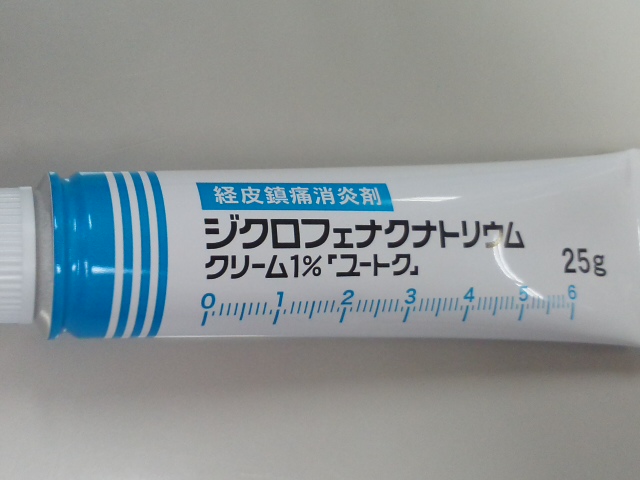 経皮鎮痛消炎剤
ジクロフェナクナトリウム
クリーム1%「ユートク」
25g
0 1 2 3 4 5 6